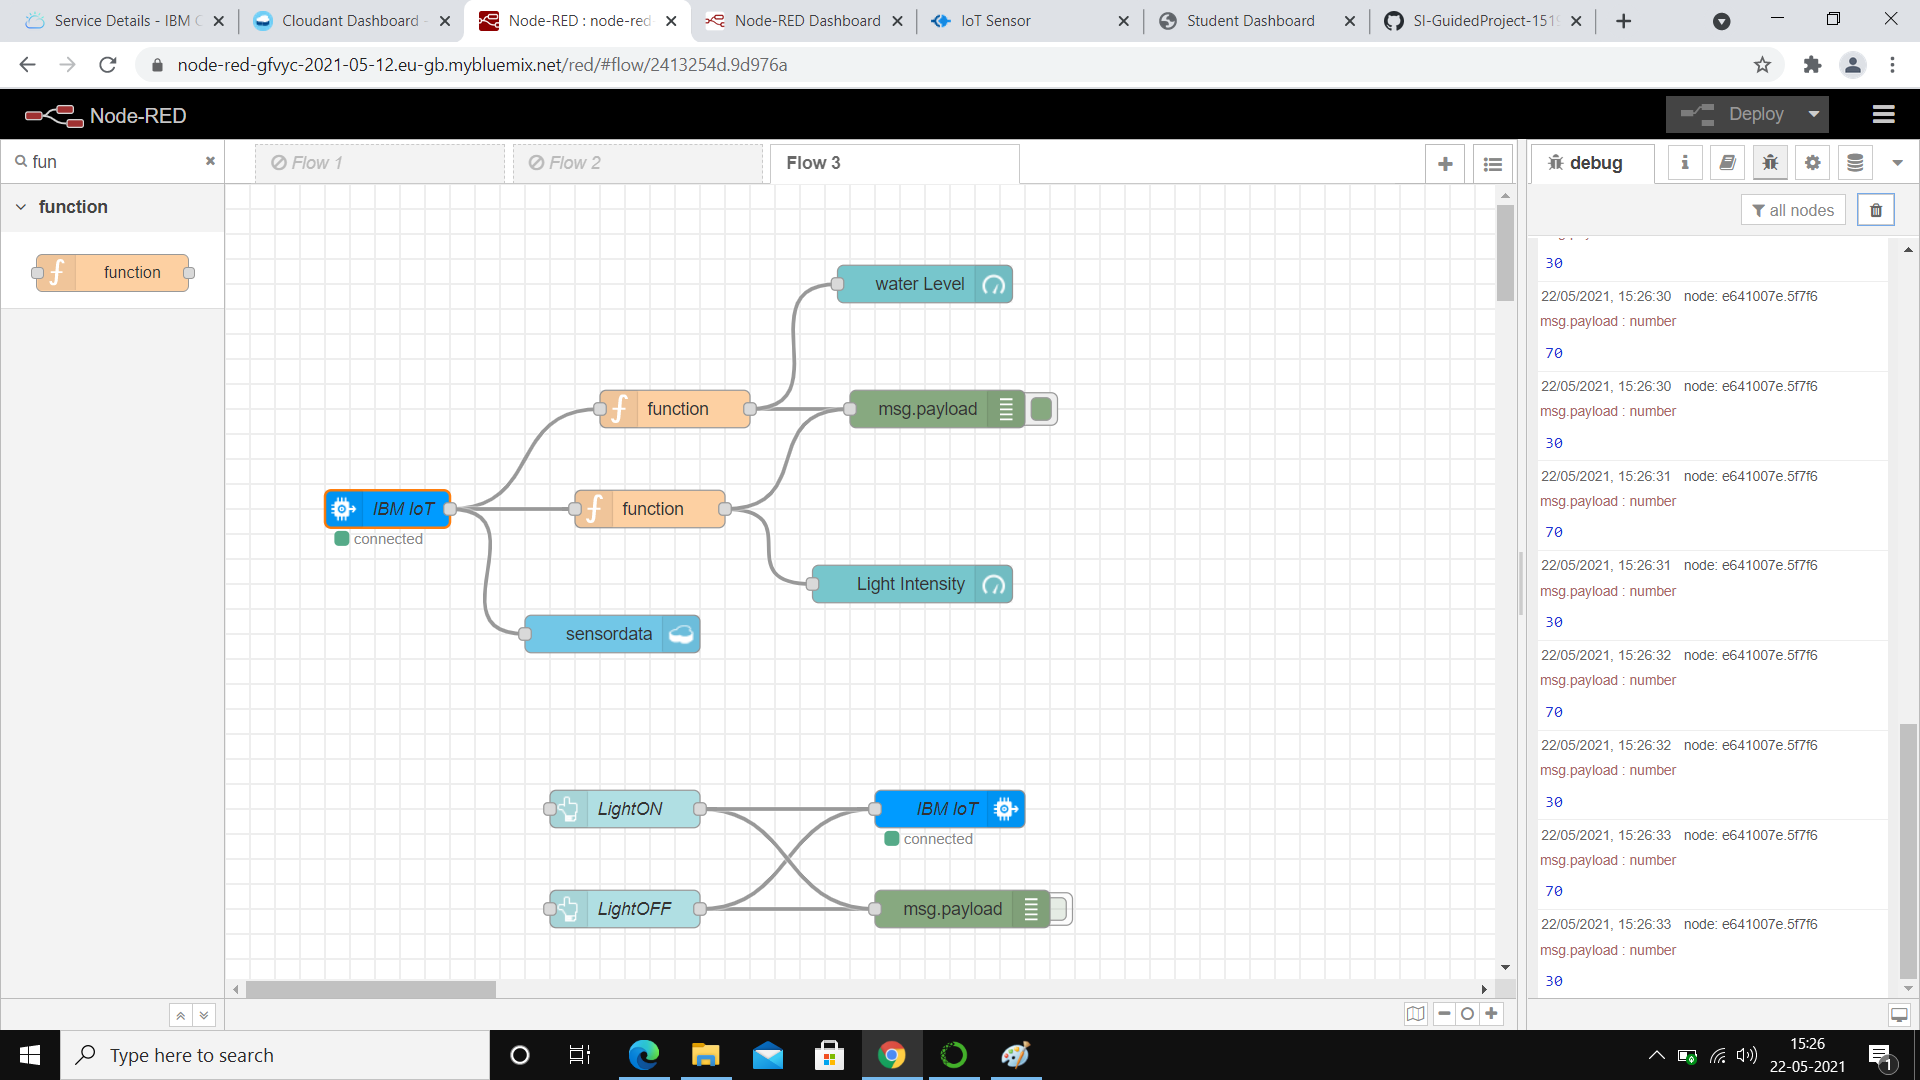 Service Details - IBM C
Cloudant Dashboard
Node-RED : node-red
Node-RED Dashboard
IoT Sensor
Student Dashboard
SI-GuidedProject-151
node-red-gfvyc-2021-05-12.eu-gb.mybluemix.net/red/#flow/2413254d.9d976a
Node-RED
Deploy
fun
Flow 1
Flow 2
Flow 3
debug
function
all nodes
function
water Level
function
msg.payload
IBM IoT
connected
function
Light Intensity
sensordata
LightON
IBM IoT
connected
LightOFF
msg.payload
30
22/05/2021, 15:26:30 node: e641007e.5f7f6
msg.payload : number
70
22/05/2021, 15:26:30 node: e641007e.5f7f6
msg.payload : number
30
22/05/2021, 15:26:31 node: e641007e.5f7f6
msg.payload : number
70
22/05/2021, 15:26:31 node: e641007e.5f7f6
msg.payload : number
30
22/05/2021, 15:26:32 node: e641007e.5f7f6
msg.payload : number
70
22/05/2021, 15:26:32 node: e641007e.5f7f6
msg.payload : number
30
22/05/2021, 15:26:33 node: e641007e.5f7f6
msg.payload : number
70
22/05/2021, 15:26:33 node: e641007e.5f7f6
msg.payload : number
30
Type here to search
15:26
22-05-2021
1